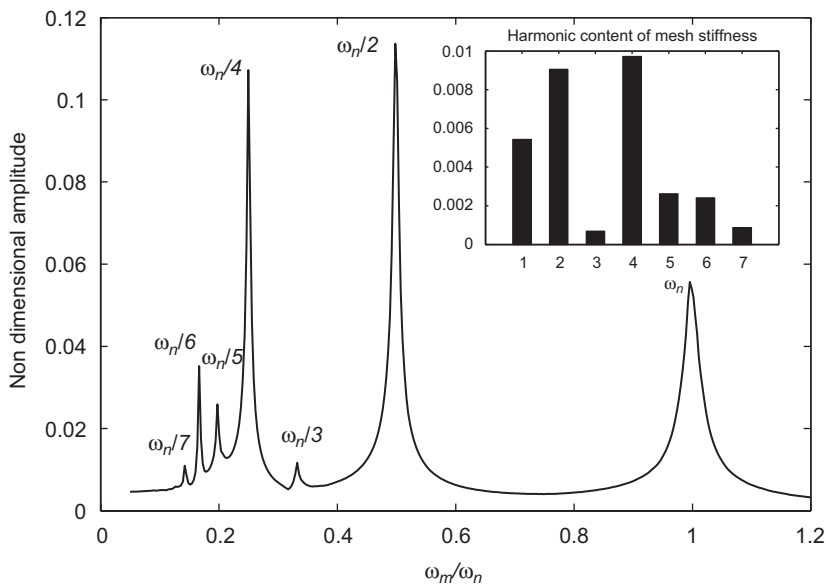 Harmonic content of mesh stiffness
0.01
0.008
0.006
0.004
0.002
0
1 2 3 4 5 6 7
Non dimensional amplitude
0.12
0.1
0.08
0.06
0.04
0.02
0
ωn/7
ωn/6
ωn/5
ωn/4
ωn/3
ωn/2
ωn
0 0.2 0.4 0.6 0.8 1 1.2
ωm/ωn